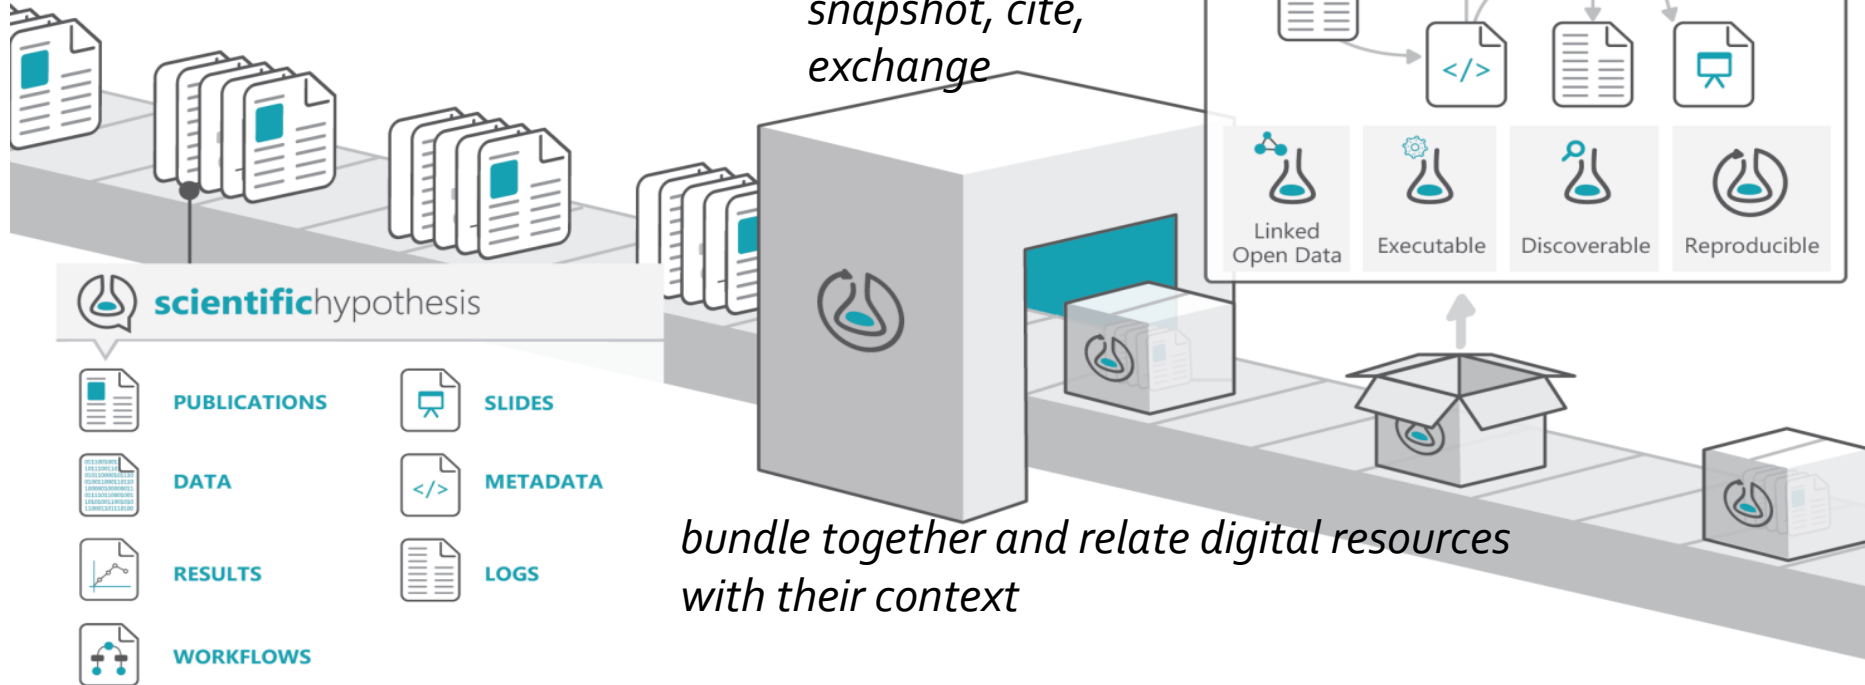 snapshot, cite,
exchange
</>
Linked
Open Data
Executable
Discoverable
Reproducible
scientifichypothesis
PUBLICATIONS
SLIDES
DATA
</>
METADATA
RESULTS
LOGS
WORKFLOWS
bundle together and relate digital resources
with their context